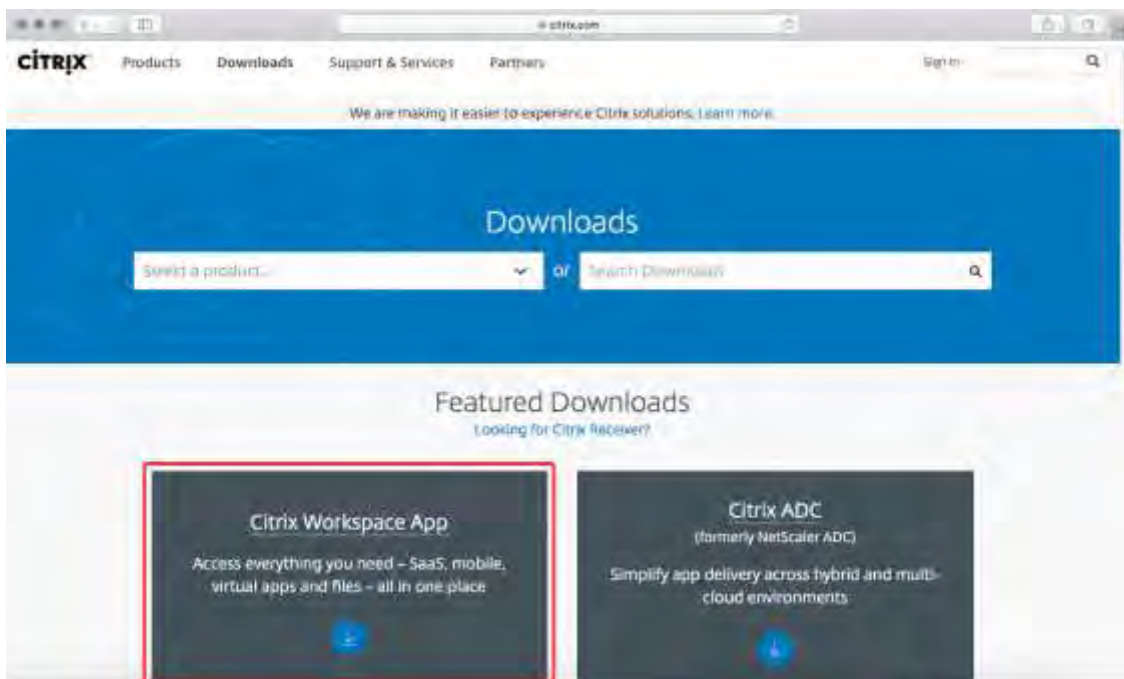 citrix.com
CİTRIX Products Downloads Support & Services Partners Sign In
We are making it easier to experience Citrix solutions. Learn more.
Downloads
Select a product... or Search Downloads
Featured Downloads
Looking for Citrix Receiver?
Citrix Workspace App
Access everything you need – SaaS, mobile,
virtual apps and files – all in one place
Citrix ADC
(formerly NetScaler ADC)
Simplify app delivery across hybrid and multi-
cloud environments